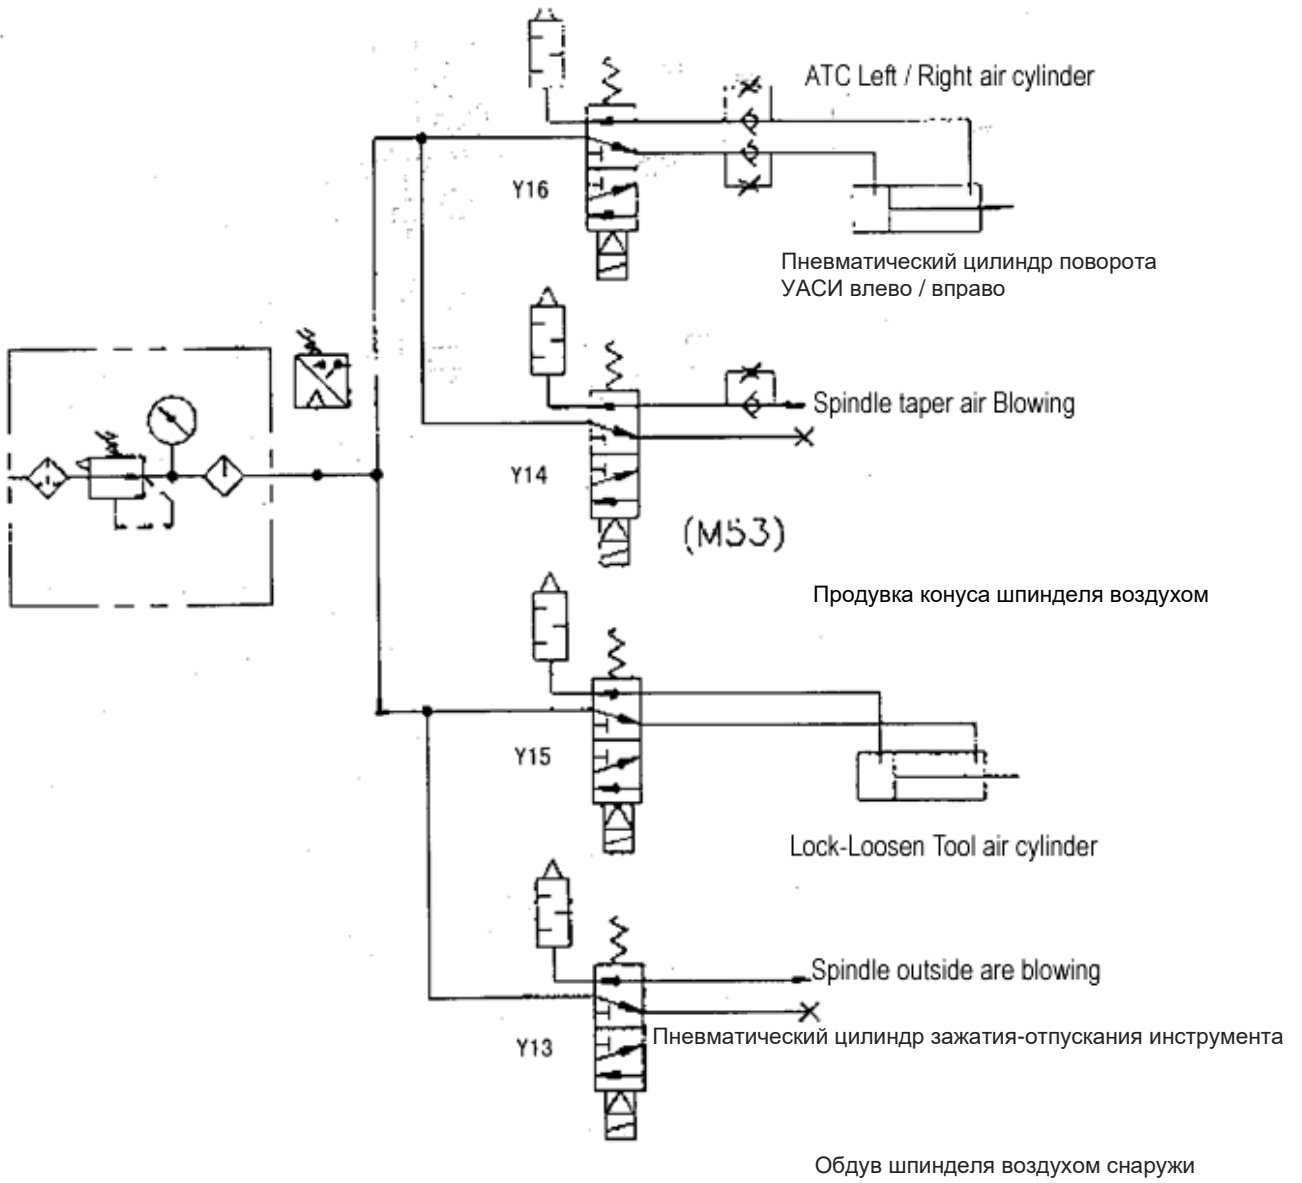 ATC Left / Right air cylinder
Y16
Пневматический цилиндр поворота
УАСИ влево / вправо
Spindle taper air Blowing
Y14
(M53)
Продувка конуса шпинделя воздухом
Y15
Lock-Loosen Tool air cylinder
Spindle outside are blowing
Пневматический цилиндр зажатия-отпускания инструмента
Y13
Обдув шпинделя воздухом снаружи